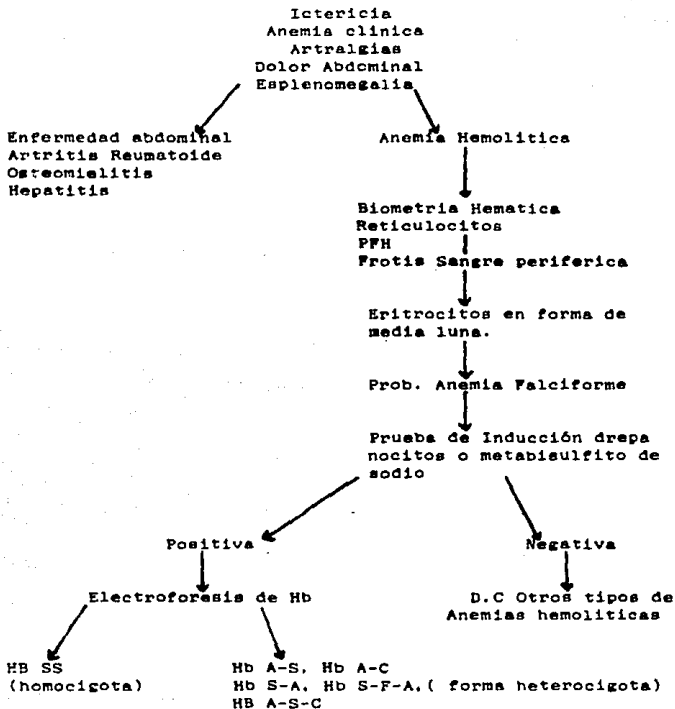 Ictericia
Anemia clinica
Artralgias
Dolor Abdominal
Esplenomegalia
Enfermedad abdominal
Artritis Reumatoide
Osteomielitis
Hepatitis
Anemia Hemolitica
Biometria Hematica
Reticulocitos
PFH
Frotis Sangre periferica
Eritrocitos en forma de
media luna.
Prob. Anemia Falciforme
Prueba de Inducción drepa
nocitos o metabisulfito de
sodio
Positiva
Negativa
Electroforesis de Hb
D.C Otros tipos de
Anemias hemoliticas
HB SS
(homocigota)
Hb A-S, Hb A-C
Hb S-A, Hb S-F-A,( forma heterocigota)
HB A-S-C